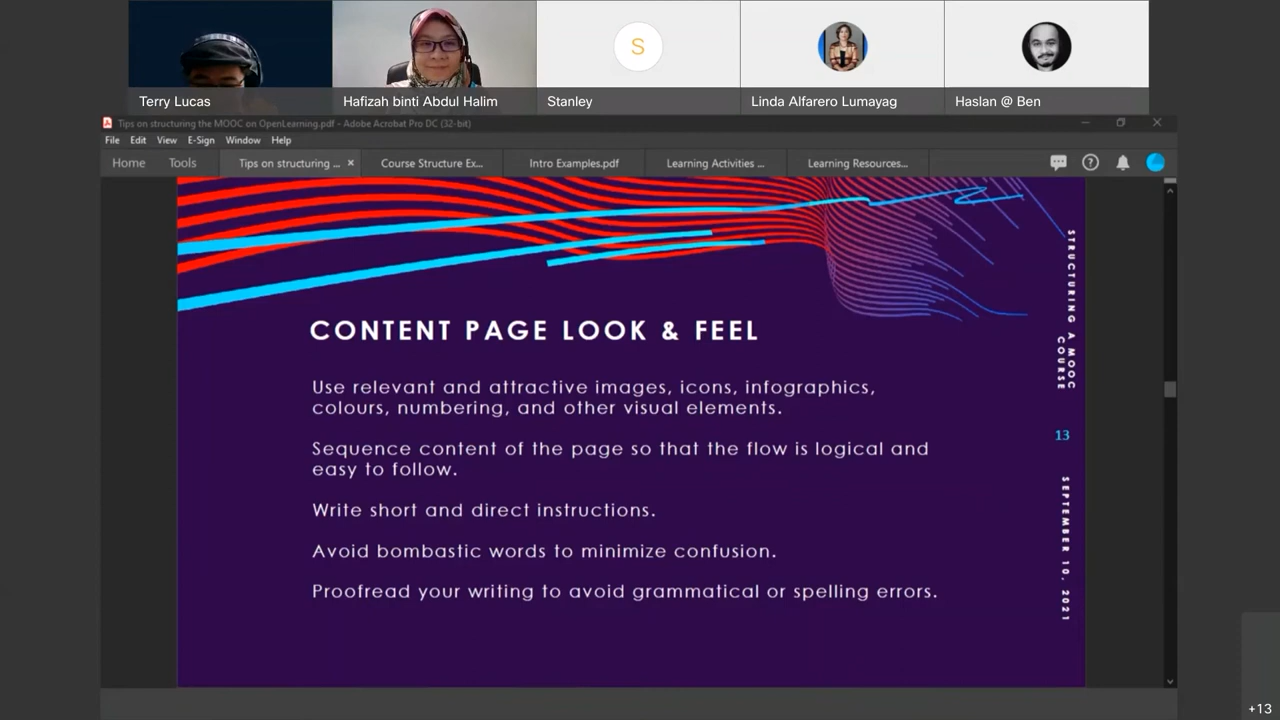 S
Terry Lucas
Hafizah binti Abdul Halim
Stanley
Linda Alfarero Lumayag
Haslan @ Ben
Tips on structuring the MOOC on OpenLearning.pdf - Adobe Acrobat Pro DC (32-bit)
File Edit View E-Sign Window Help
Home Tools Tips on structuring ... × Course Structure Ex... Intro Examples.pdf Learning Activities ... Learning Resources...
CONTENT PAGE LOOK & FEEL
Use relevant and attractive images, icons, infographics,
colours, numbering, and other visual elements.
Sequence content of the page so that the flow is logical and
easy to follow.
Write short and direct instructions.
Avoid bombastic words to minimize confusion.
Proofread your writing to avoid grammatical or spelling errors.
STRUCTURING A MOOC
COURSE
13
SEPTEMBER 10, 2021
+13